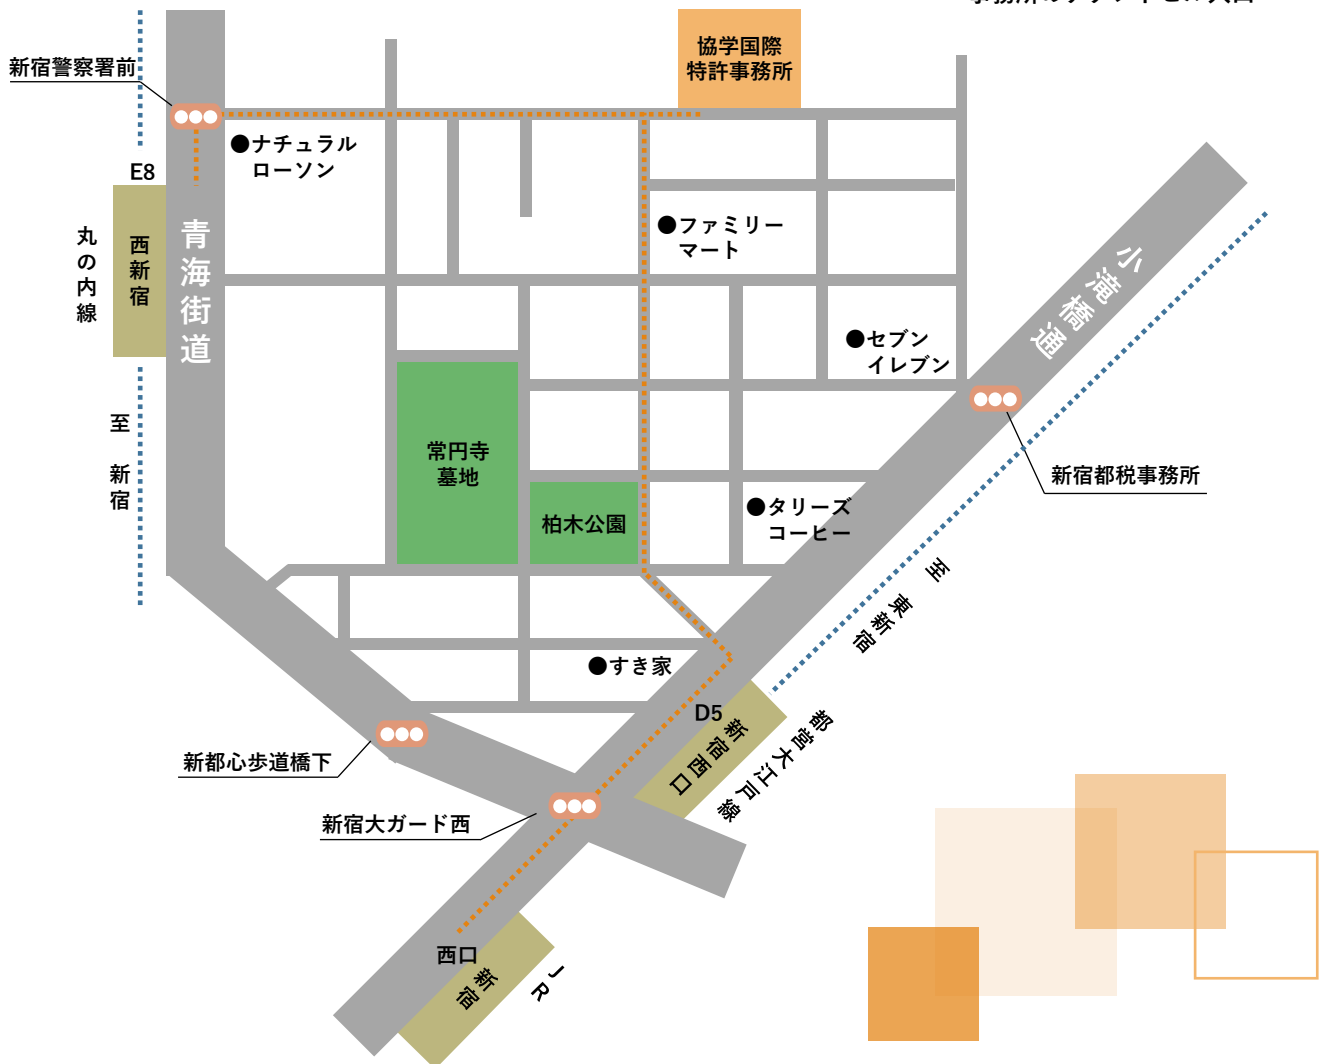 協学国際
特許事務所
新宿警察署前
●ナチュラル
ローソン
E8
丸の内線
西新宿
青海街道
●ファミリー
マート
小滝橋通
●セブン
イレブン
至 新宿
常円寺
墓地
新宿都税事務所
●タリーズ
コーヒー
柏木公園
至 東新宿
●すき家
D5
新宿西口
都営大江戸線
新都心歩道橋下
新宿大ガード西
西口
新宿
JR